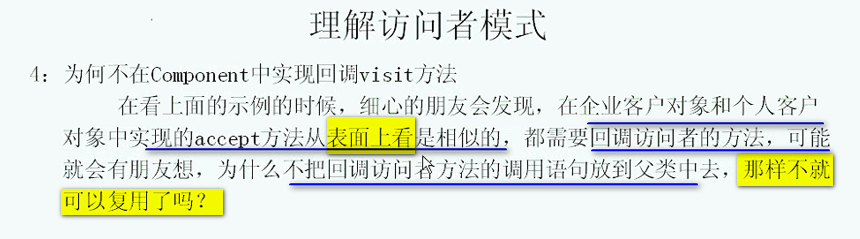 理解访问者模式
4：为何不在Component中实现回调visit方法
在看上面的示例的时候，细心的朋友会发现，在企业客户对象和个人客户
对象中实现的accept方法从表面上看是相似的，都需要回调访问者的方法，可能
就会有朋友想，为什么不把回调访问者方法的调用语句放到父类中去，那样不就
可以复用了吗？